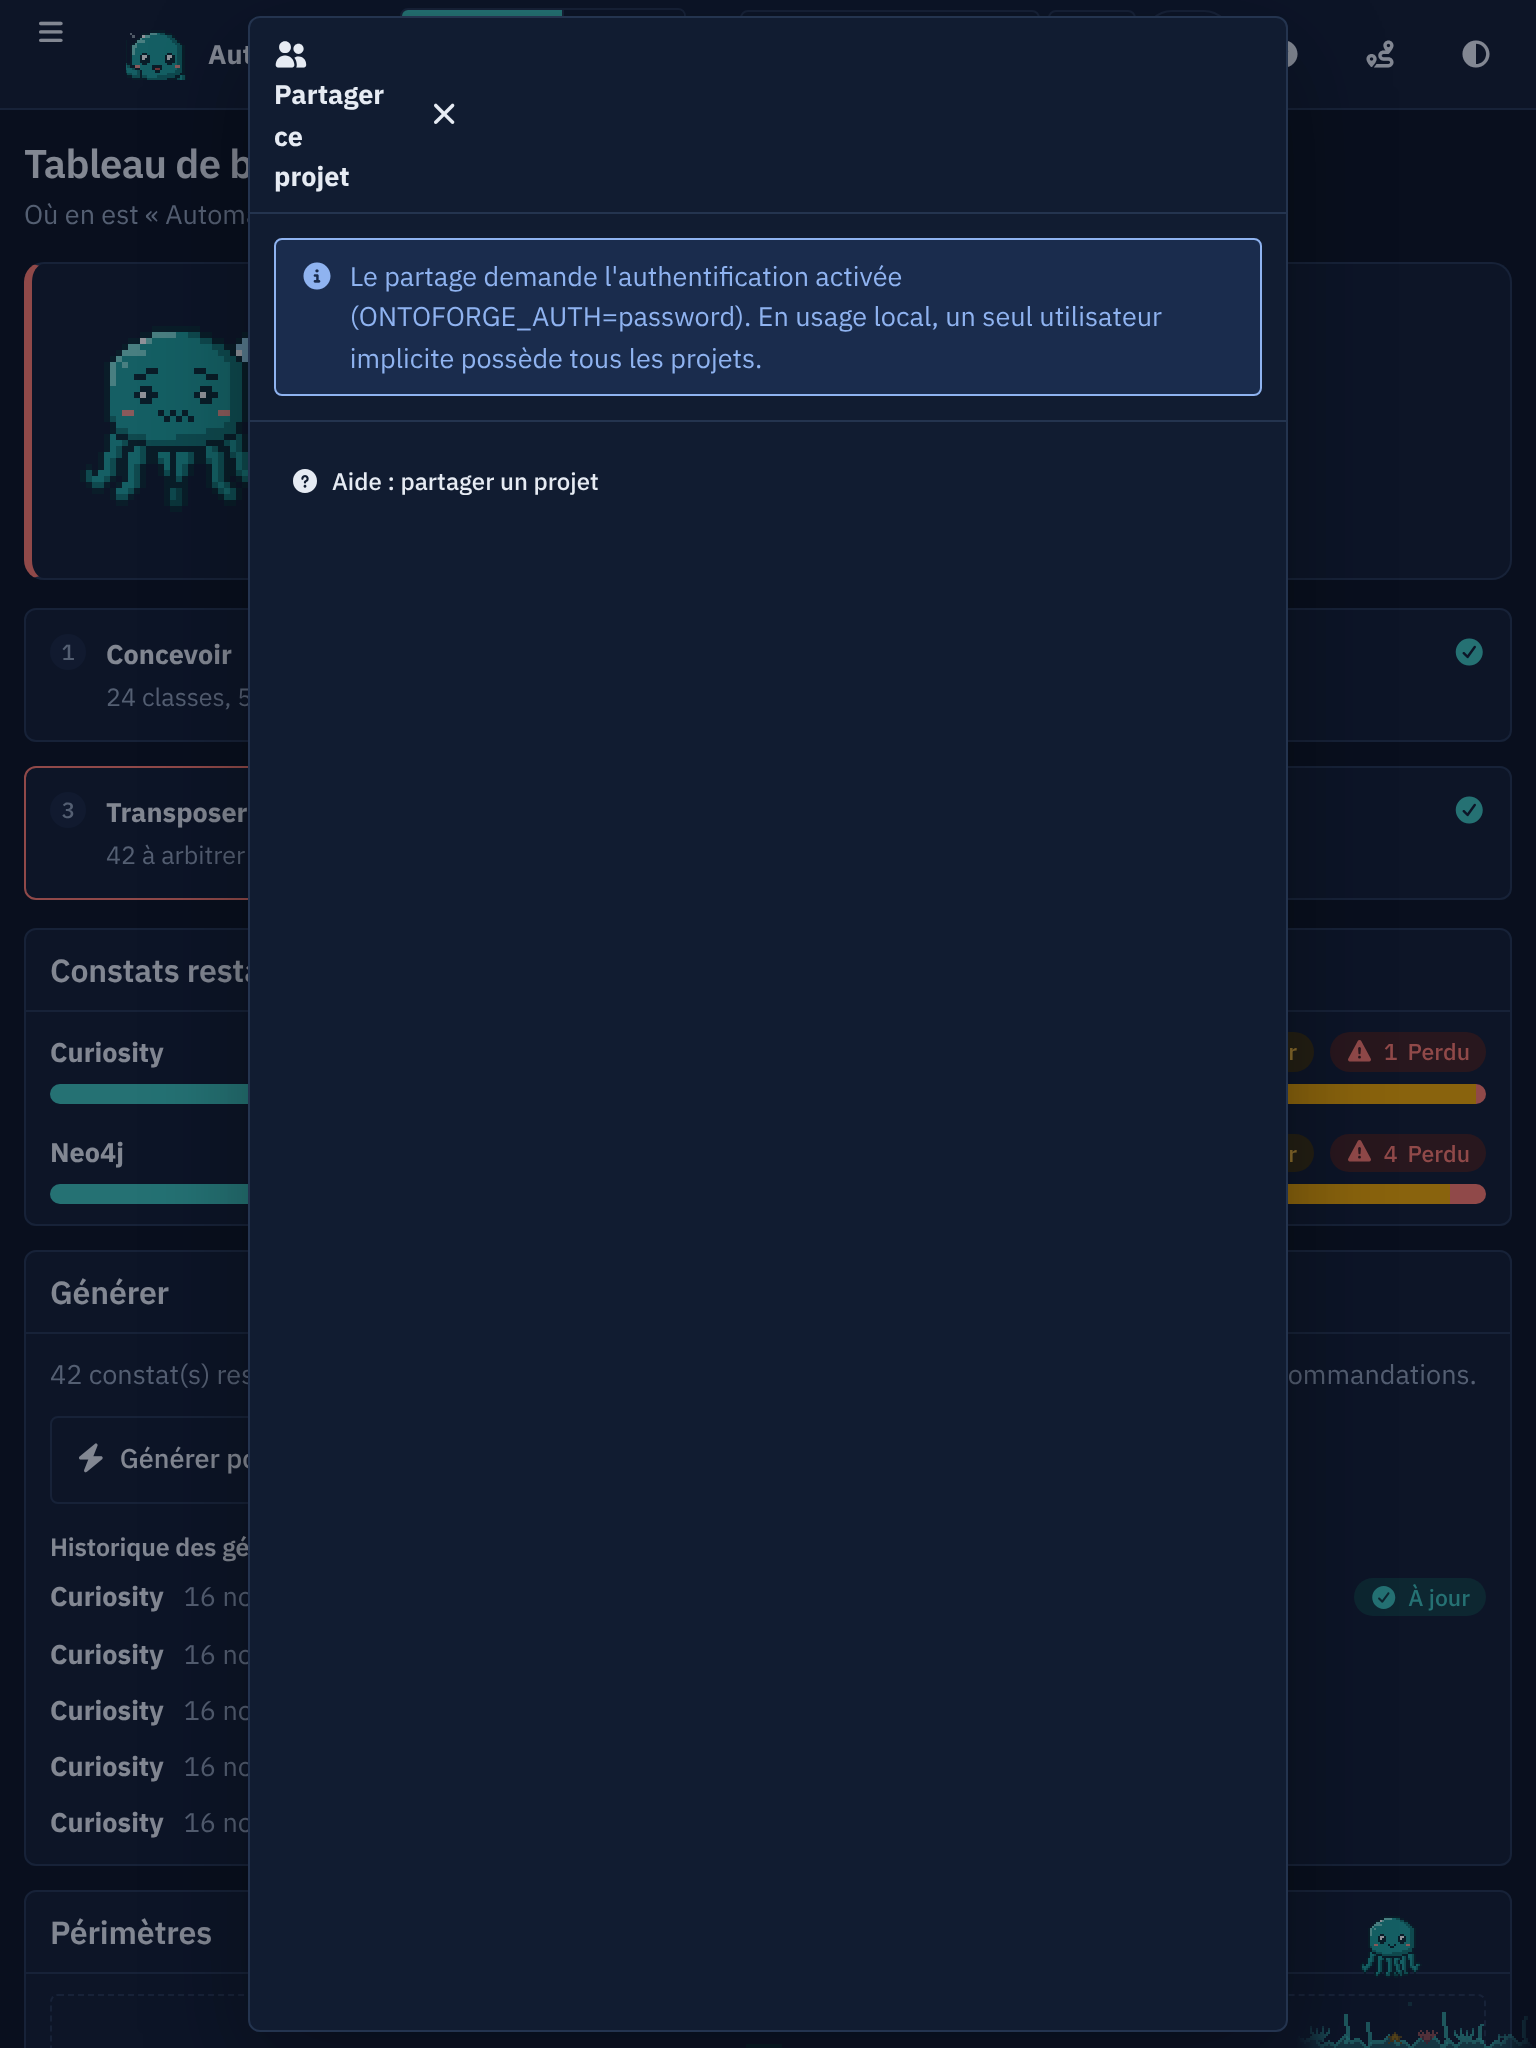 Aut
Partager
ce
projet
Tableau de b
Où en est « Automa
Le partage demande l'authentification activée
(ONTOFORGE_AUTH=password). En usage local, un seul utilisateur
implicite possède tous les projets.
Aide : partager un projet
1 Concevoir
24 classes, 5
3 Transposer
42 à arbitrer
Constats resta
Curiosity
r 1 Perdu
Neo4j
r 4 Perdu
Générer
42 constat(s) res
ommandations.
Générer po
Historique des gé
Curiosity 16 no
À jour
Curiosity 16 no
Curiosity 16 no
Curiosity 16 no
Curiosity 16 no
Périmètres